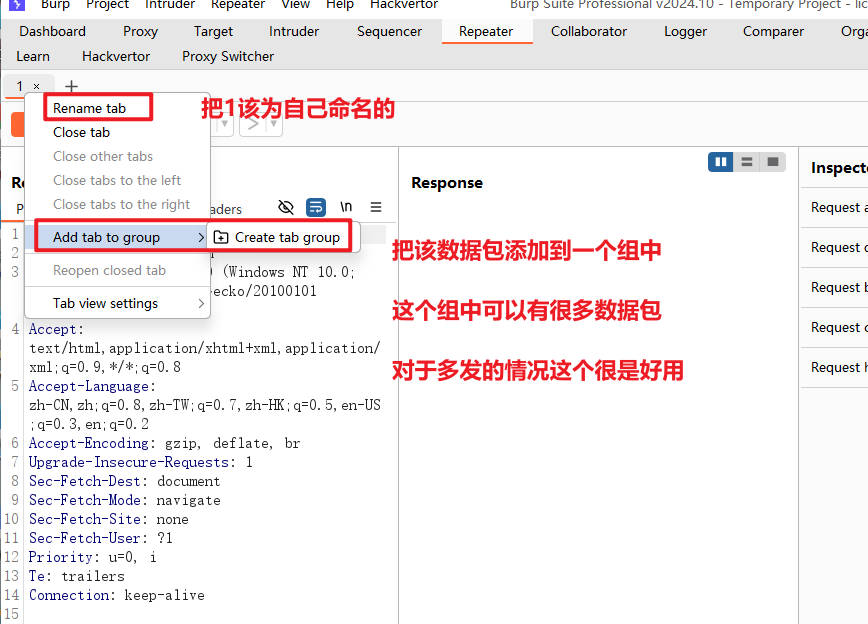 Burp Project Intruder Repeater View Help Hackvertor Burp Suite Professional v2024.10 - Temporary Project - lic
Dashboard Proxy Target Intruder Sequencer Repeater Collaborator Logger Comparer Orga
Learn Hackvertor Proxy Switcher
1 × +
Rename tab
把1该为自己命名的
Close tab
Close other tabs
Close tabs to the left
Close tabs to the right
Response
Inspecto
Re
P
aders
\n
Request a
Add tab to group
Create tab group
把该数据包添加到一个组中
Request c
Reopen closed tab
Request b
Tab view settings
这个组中可以有很多数据包
Request c
对于多发的情况这个很是好用
Request h
1
2
3 ) (Windows NT 10.0;
ecko/20100101
4 Accept:
text/html,application/xhtml+xml,application/
xml;q=0.9,*/*;q=0.8
5 Accept-Language:
zh-CN,zh;q=0.8,zh-TW;q=0.7,zh-HK;q=0.5,en-US
;q=0.3,en;q=0.2
6 Accept-Encoding: gzip, deflate, br
7 Upgrade-Insecure-Requests: 1
8 Sec-Fetch-Dest: document
9 Sec-Fetch-Mode: navigate
10 Sec-Fetch-Site: none
11 Sec-Fetch-User: ?1
12 Priority: u=0, i
13 Te: trailers
14 Connection: keep-alive
15